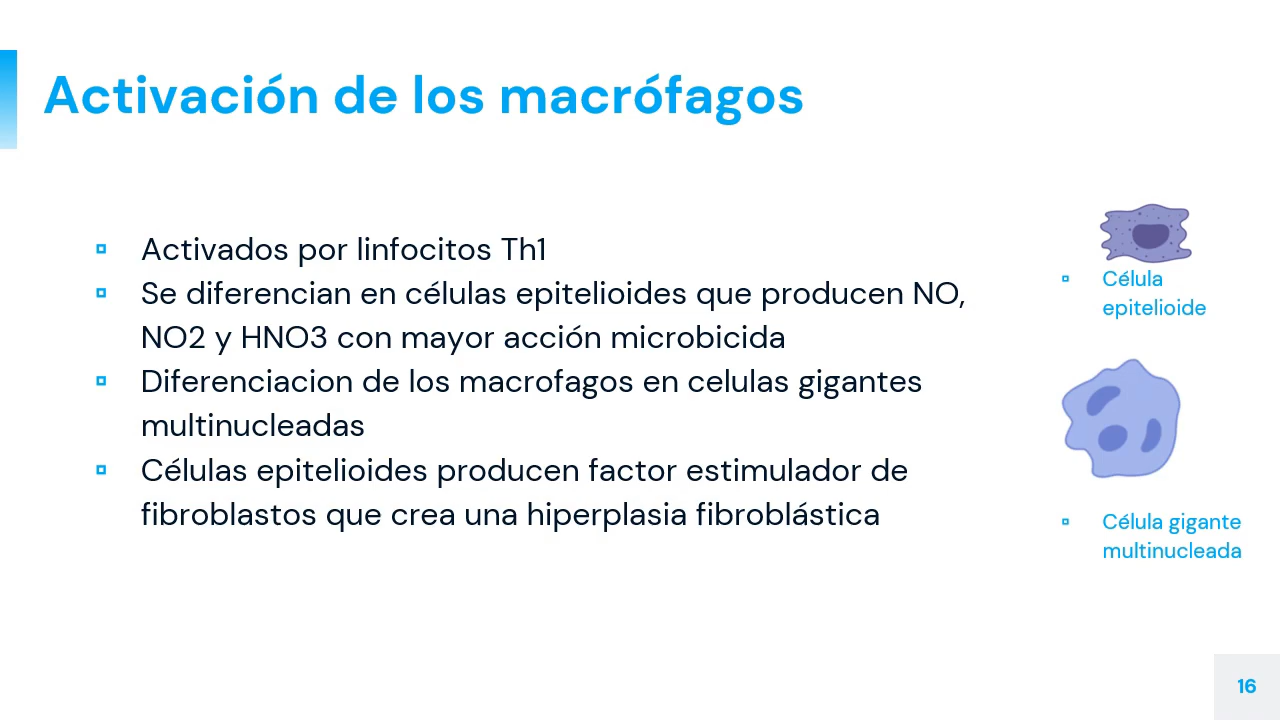 Activación de los macrófagos
Activados por linfocitos Th1
Se diferencian en células epitelioides que producen NO,
NO2 y HNO3 con mayor acción microbicida
Diferenciacion de los macrofagos en celulas gigantes
multinucleadas
Células epitelioides producen factor estimulador de
fibroblastos que crea una hiperplasia fibroblástica
Célula
epitelioide
Célula gigante
multinucleada
16